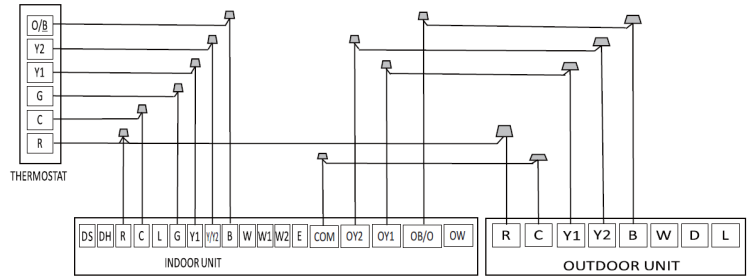 O/B
Y2
Y1
G
C
R
THERMOSTAT
DS DH R C L G Y1 Y/Y2 B W W1 W2 E COM OY2 OY1 OB/O OW
INDOOR UNIT
R C Y1 Y2 B W D L
OUTDOOR UNIT